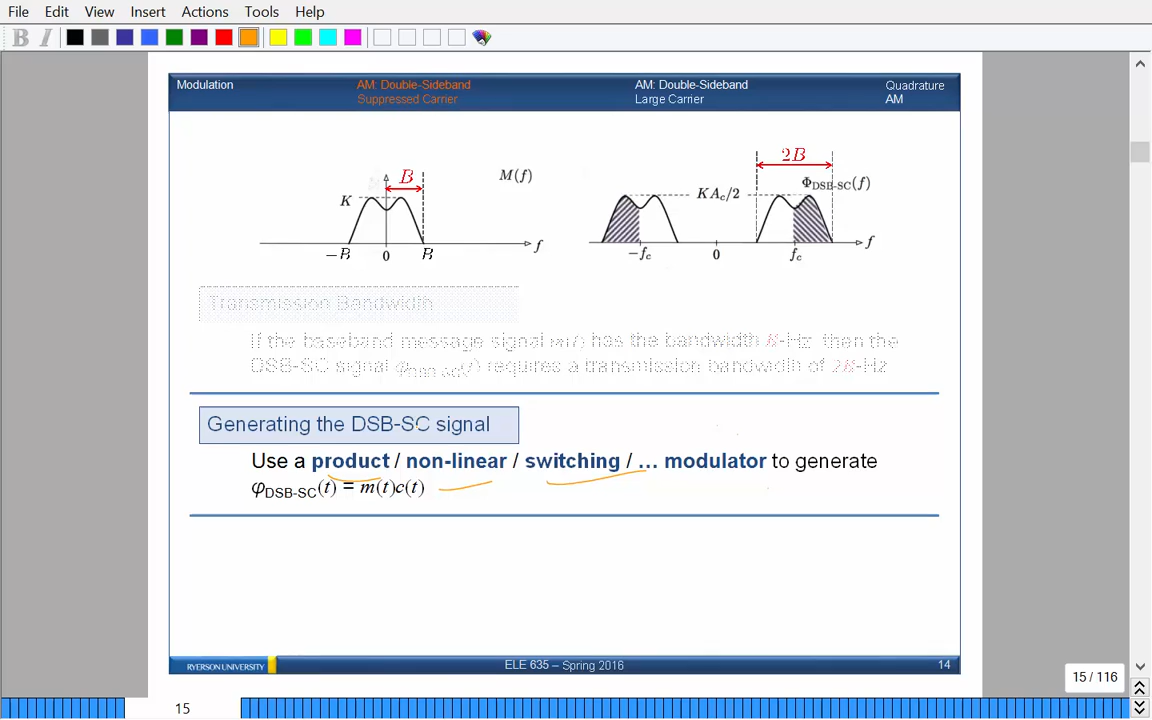 File Edit View Insert Actions Tools Help
B I
Modulation AM: Double-Sideband Suppressed Carrier AM: Double-Sideband Large Carrier Quadrature AM
B M(f) 2B
K KA_c/2 Φ_DSB-SC(f)
−B 0 B f −f_c 0 f_c f
Transmission Bandwidth
If the baseband message signal has the bandwidth B-Hz then the
DSB-SC signal requires a transmission bandwidth of 2B-Hz
Generating the DSB-SC signal
Use a product / non-linear / switching / ... modulator to generate
φ_DSB-SC(t) = m(t)c(t)
RYERSON UNIVERSITY ELE 635 – Spring 2016 14
15 / 116
15